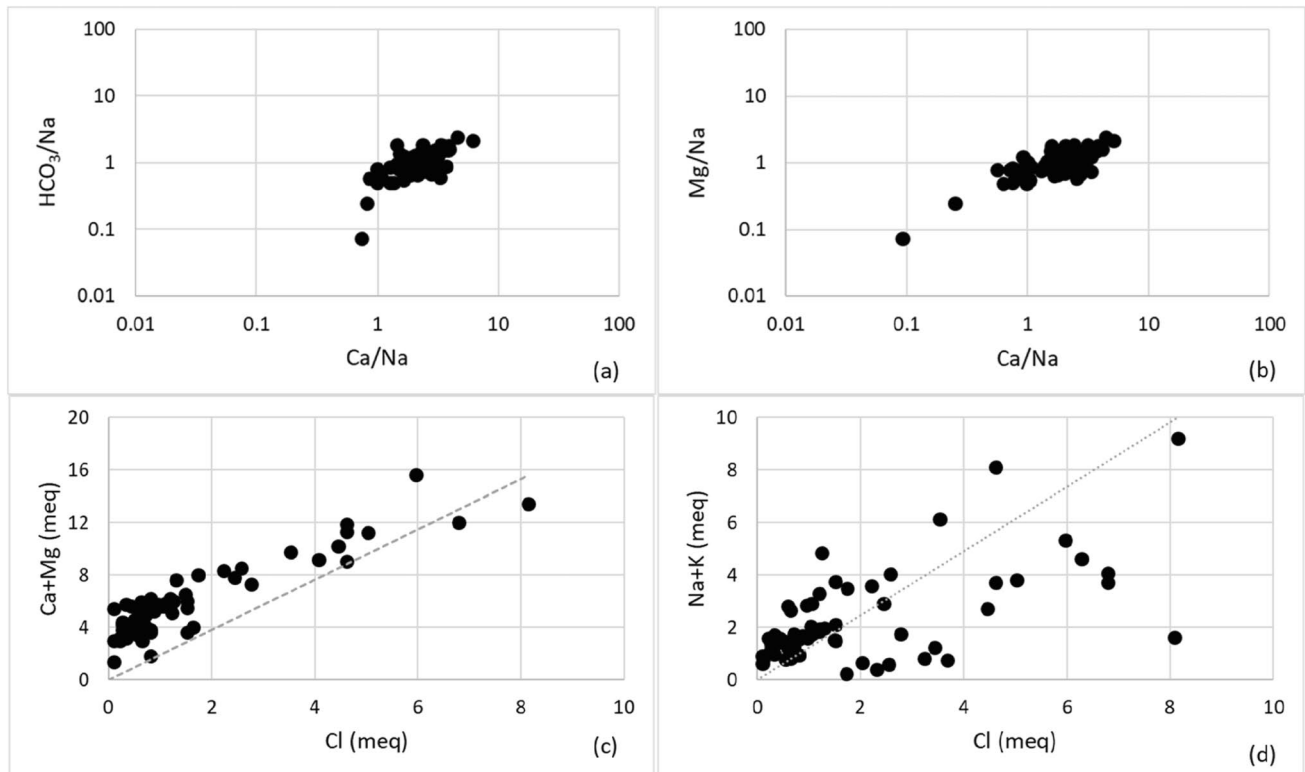 100
10
1
0.1
0.01
HCO₃/Na
0.01 0.1 1 10 100
Ca/Na
(a)
100
10
1
0.1
0.01
Mg/Na
0.01 0.1 1 10 100
Ca/Na
(b)
20
16
12
8
4
0
Ca+Mg (meq)
0 2 4 6 8 10
Cl (meq)
(c)
10
8
6
4
2
0
Na+K (meq)
0 2 4 6 8 10
Cl (meq)
(d)